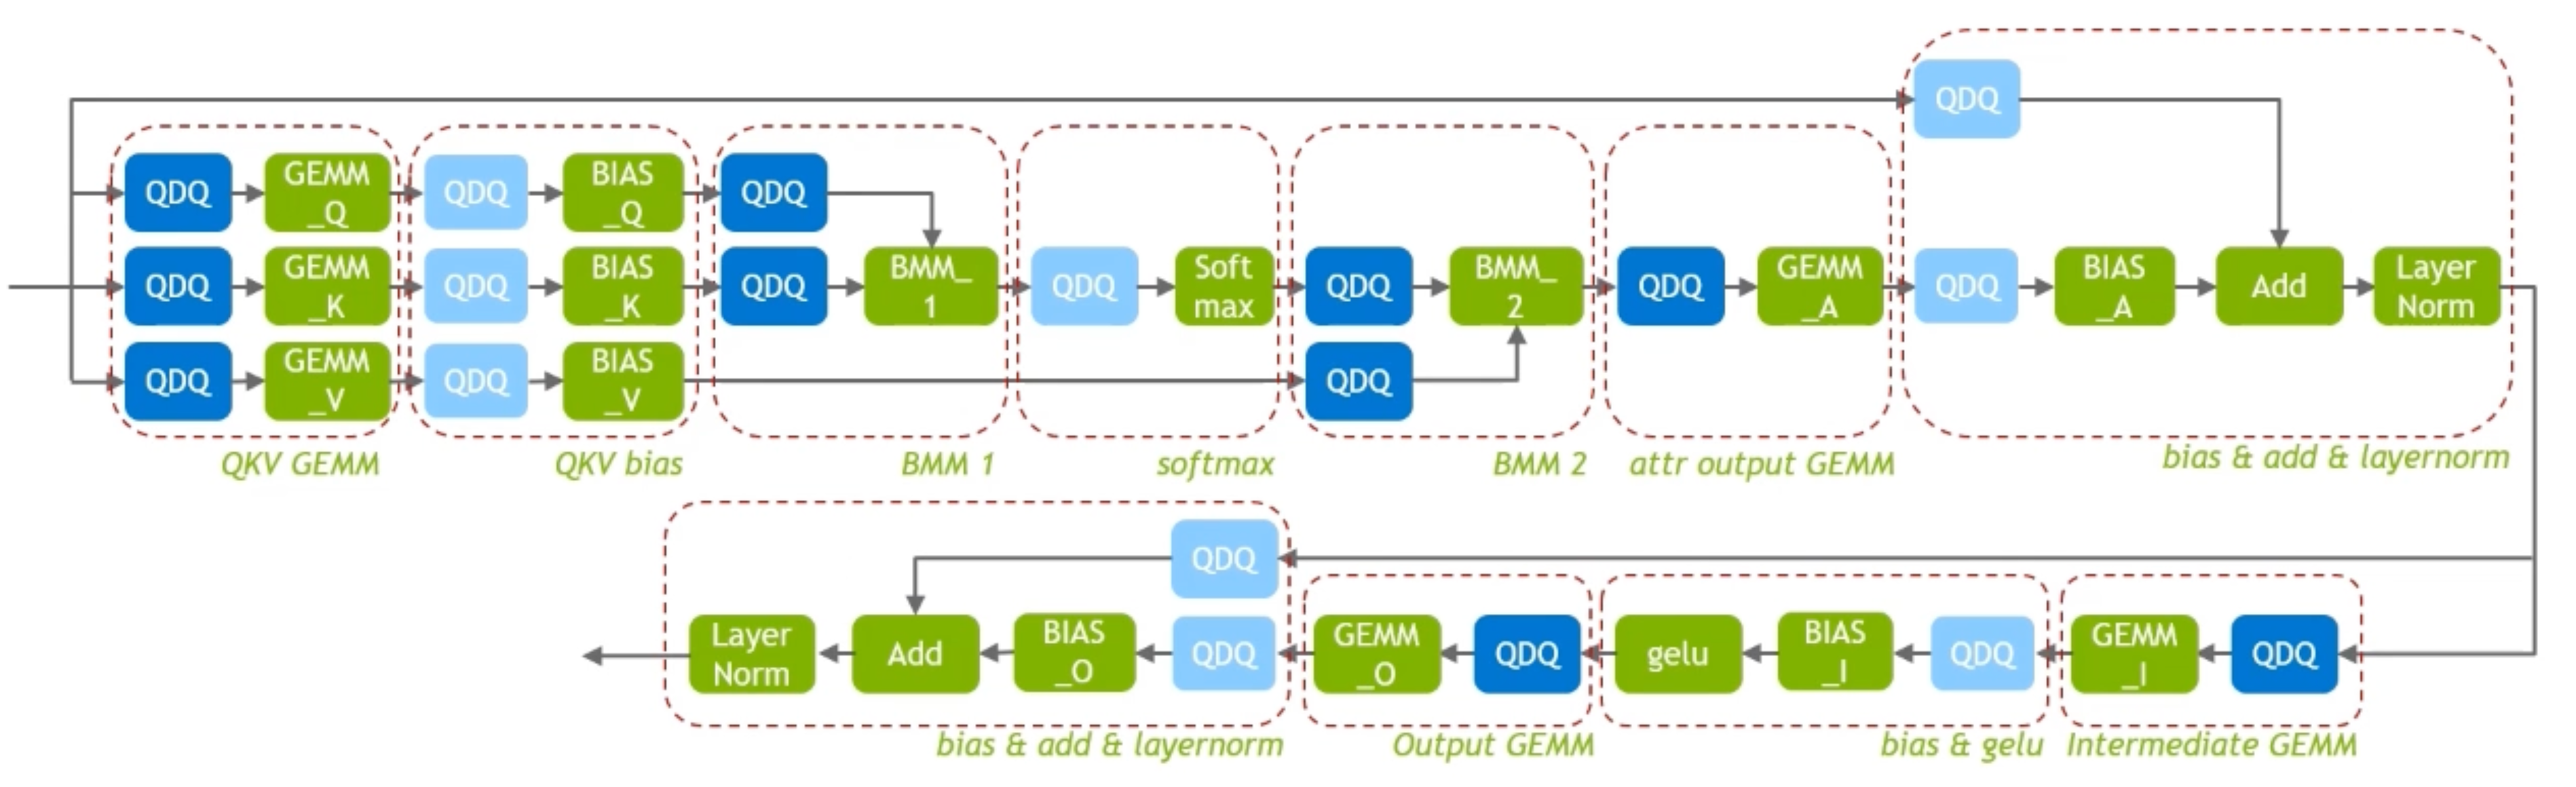 QDQ
QDQ
GEMM
_Q
QDQ
BIAS
_Q
QDQ
QDQ
GEMM
_K
QDQ
BIAS
_K
QDQ
BMM_
1
QDQ
Soft
max
QDQ
BMM_
2
QDQ
GEMM
_A
QDQ
BIAS
_A
Add
Layer
Norm
QDQ
GEMM
_V
QDQ
BIAS
_V
QDQ
QKV GEMM
QKV bias
BMM 1
softmax
BMM 2
attr output GEMM
bias & add & layernorm
QDQ
Layer
Norm
Add
BIAS
_O
QDQ
GEMM
_O
QDQ
gelu
BIAS
_I
QDQ
GEMM
_I
QDQ
bias & add & layernorm
Output GEMM
bias & gelu
Intermediate GEMM